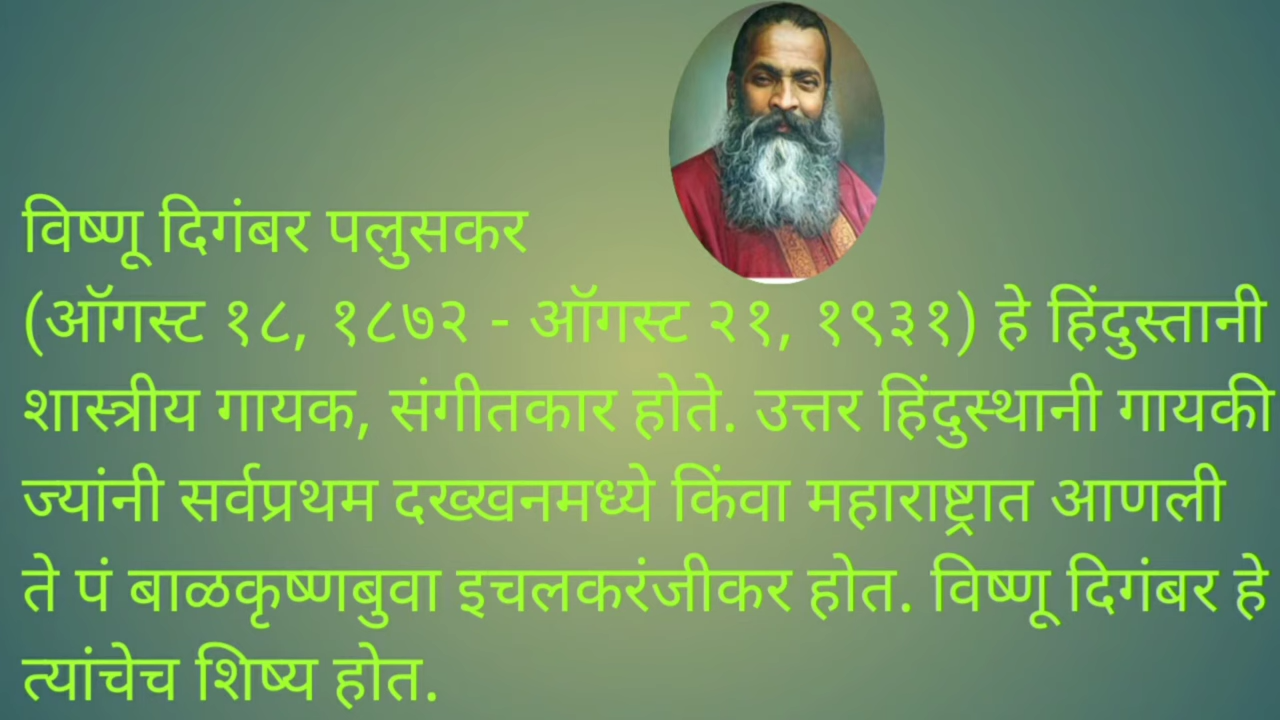 विष्णू दिगंबर पलुसकर
(ऑगस्ट १८, १८७२ - ऑगस्ट २१, १९३१) हे हिंदुस्तानी
शास्त्रीय गायक, संगीतकार होते. उत्तर हिंदुस्थानी गायकी
ज्यांनी सर्वप्रथम दख्खनमध्ये किंवा महाराष्ट्रात आणली
ते पं बाळकृष्णबुवा इचलकरंजीकर होत. विष्णू दिगंबर हे
त्यांचेच शिष्य होत.